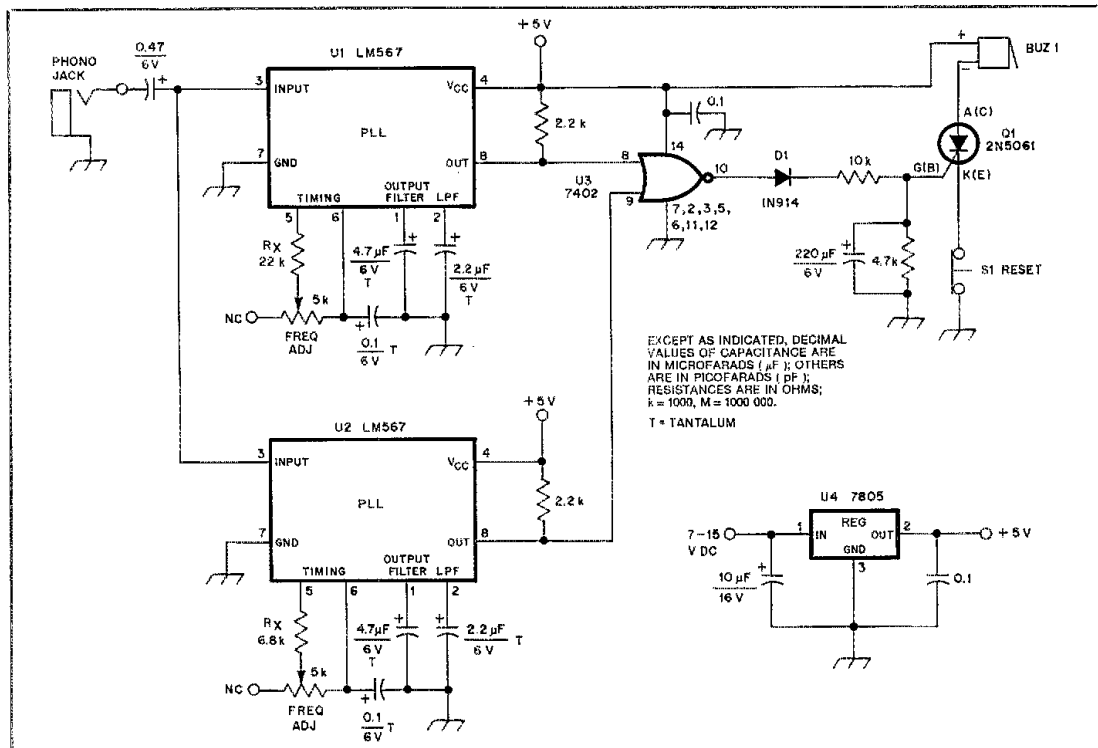 PHONO
JACK
0.47
6V
+
U1 LM567
3
INPUT
VCC
4
+5V
PLL
2.2k
7
GND
OUT
8
TIMING
OUTPUT
FILTER
LPF
5
6
1
2
RX
22k
NC
5k
FREQ
ADJ
+
0.1
6V
T
+
4.7µF
6V
T
+
2.2µF
6V
T
0.1
14
8
9
U3
7402
10
7,2,3,5,
6,11,12
D1
1N914
10k
G(B)
A(C)
Q1
2N5061
K(E)
+
–
BUZ 1
+
220µF
6V
4.7k
S1 RESET
EXCEPT AS INDICATED, DECIMAL
VALUES OF CAPACITANCE ARE
IN MICROFARADS (µF); OTHERS
ARE IN PICOFARADS (pF);
RESISTANCES ARE IN OHMS;
k = 1000, M = 1000 000.
T = TANTALUM
U2 LM567
3
INPUT
VCC
4
+5V
PLL
2.2k
7
GND
OUT
8
TIMING
OUTPUT
FILTER
LPF
5
6
1
2
RX
6.8k
NC
5k
FREQ
ADJ
+
0.1
6V
T
+
4.7µF
6V
T
+
2.2µF
6V
T
U4 7805
7–15
V DC
1
IN
REG
OUT
GND
2
3
+5V
+
10µF
16V
0.1